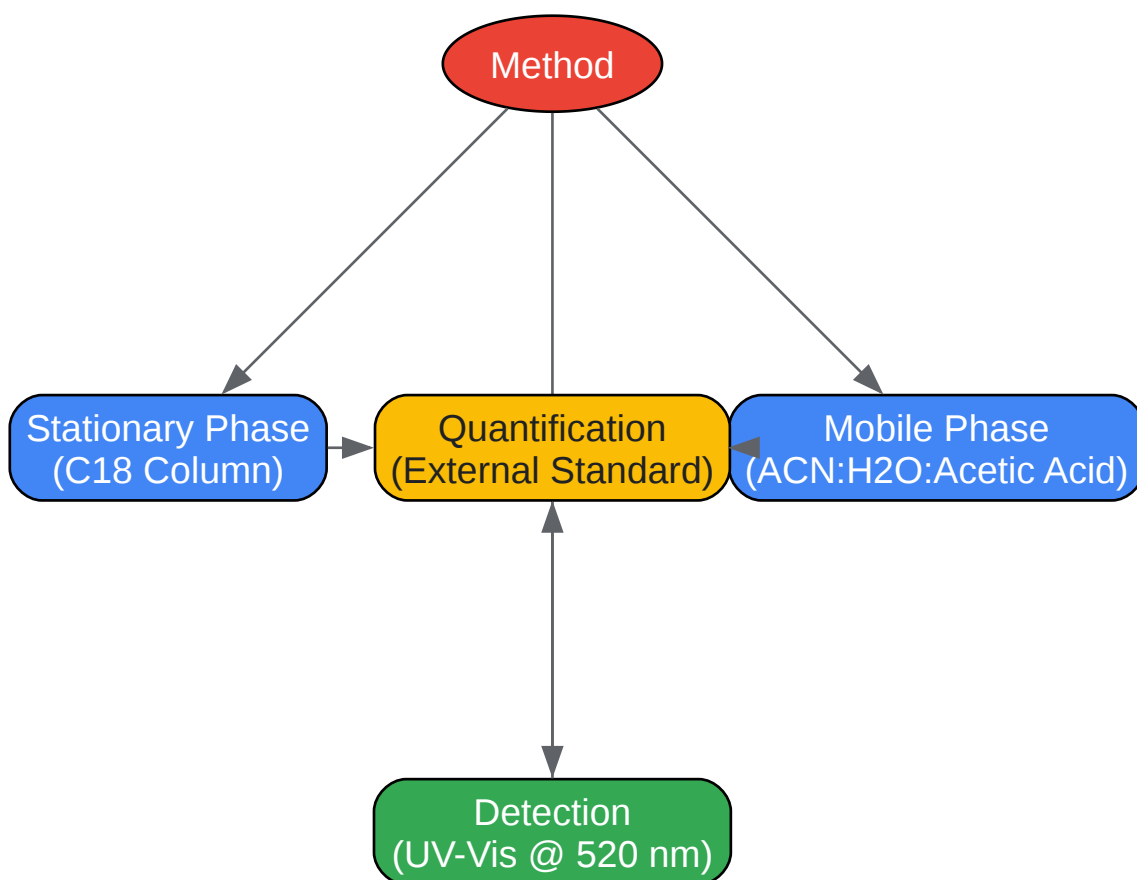 Method
Stationary Phase
(C18 Column)
Quantification
(External Standard)
Mobile Phase
(ACN:H2O:Acetic Acid)
Detection
(UV-Vis @ 520 nm)